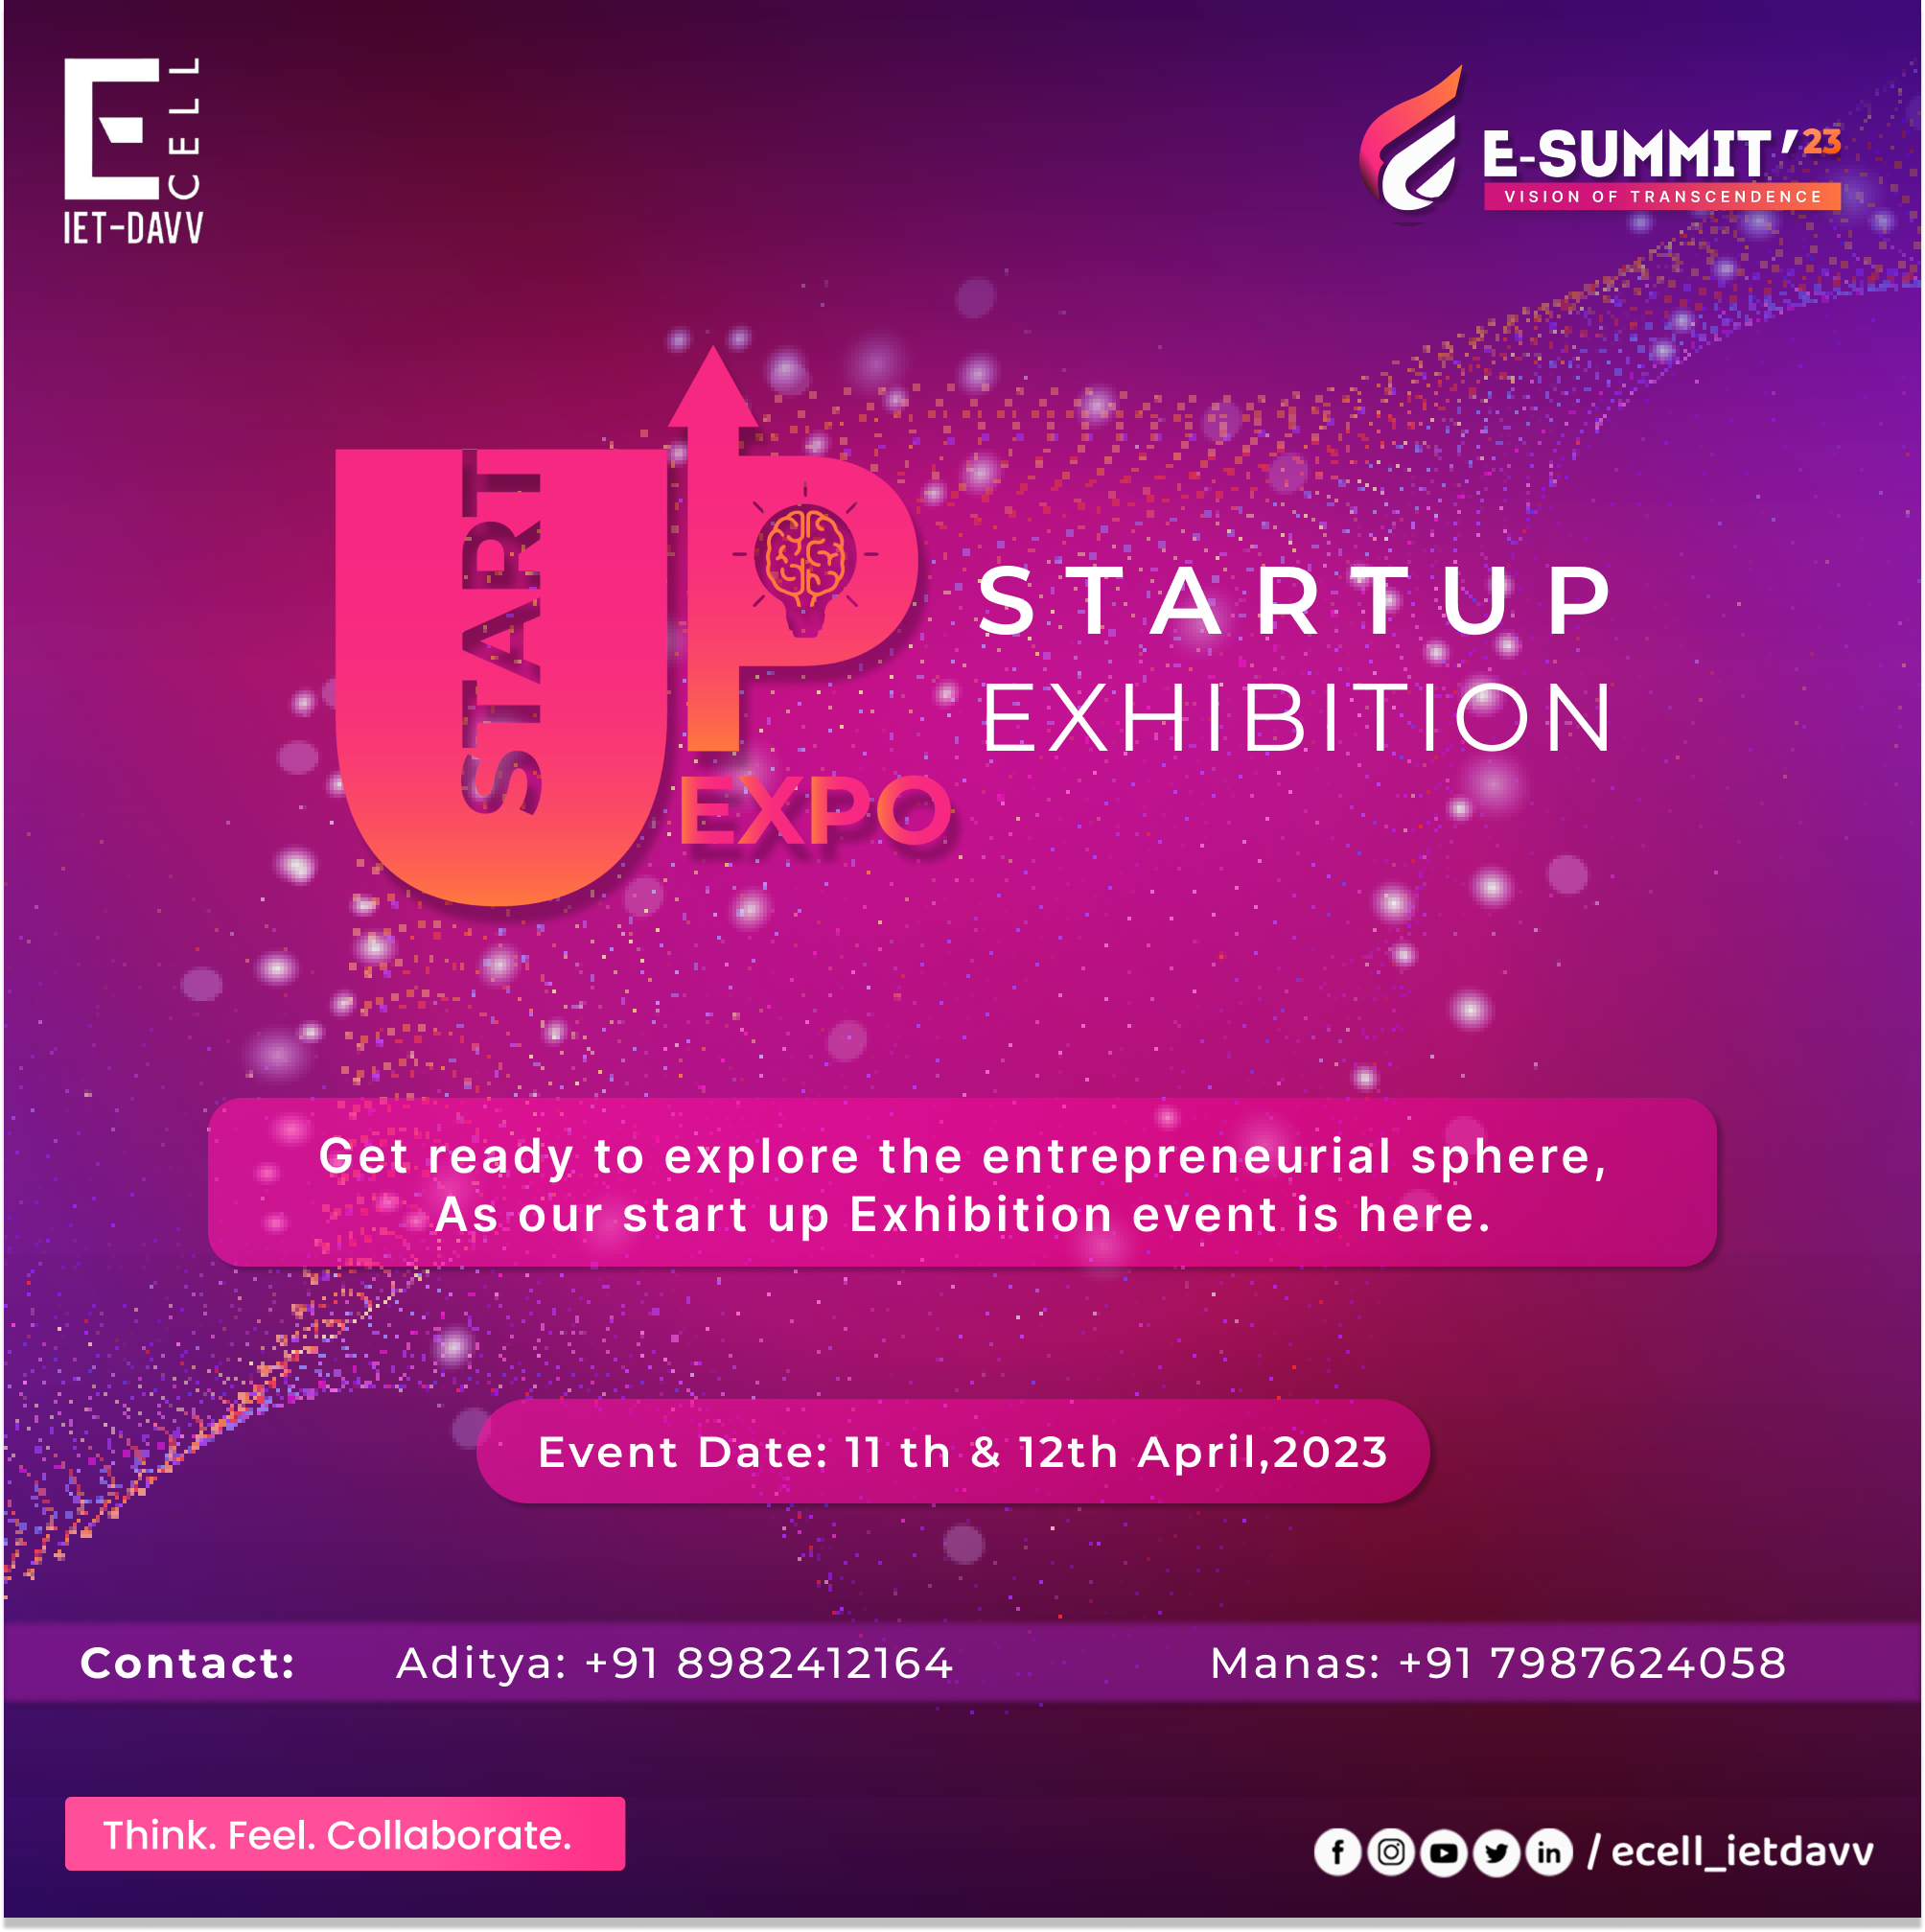 E CELL
IET-DAVV
E-SUMMIT '23
VISION OF TRANSCENDENCE
START
UP
EXPO
STARTUP
EXHIBITION
Get ready to explore the entrepreneurial sphere,
As our start up Exhibition event is here.
Event Date: 11 th & 12th April,2023
Contact: Aditya: +91 8982412164 Manas: +91 7987624058
Think. Feel. Collaborate.
/ ecell_ietdavv